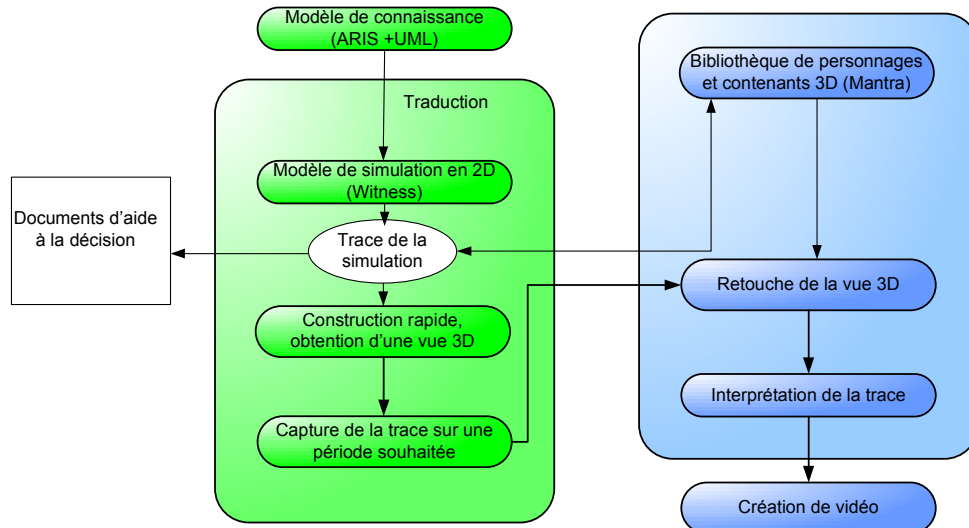 Modèle de connaissance
(ARIS +UML)
Traduction
Modèle de simulation en 2D
(Witness)
Trace de la
simulation
Documents d'aide
à la décision
Construction rapide,
obtention d'une vue 3D
Capture de la trace sur une
période souhaitée
Bibliothèque de personnages
et contenants 3D (Mantra)
Retouche de la vue 3D
Interprétation de la trace
Création de vidéo